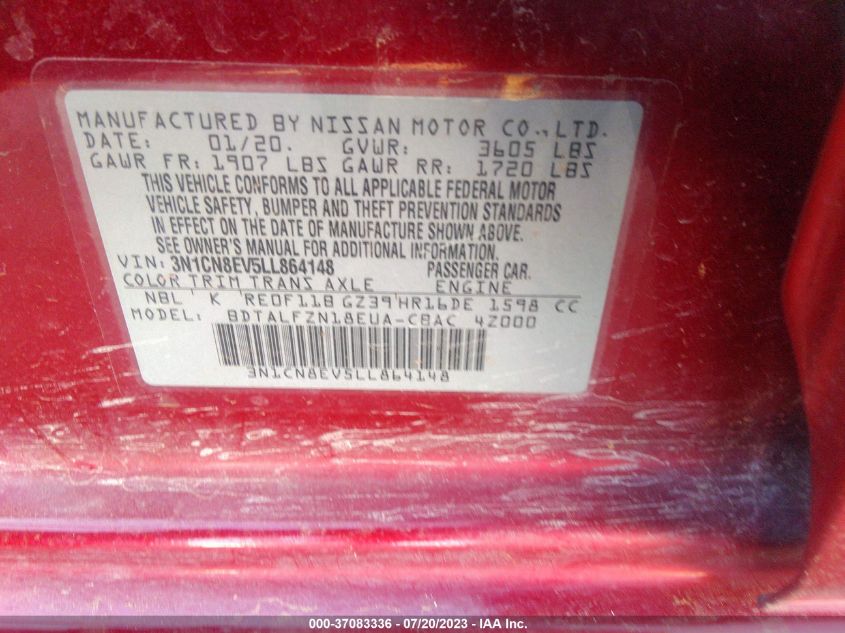 MANUFACTURED BY NISSAN MOTOR CO.,LTD.
DATE: 01/20. GVWR: 3605 LBS
GAWR FR: 1907 LBS GAWR RR: 1720 LBS
THIS VEHICLE CONFORMS TO ALL APPLICABLE FEDERAL MOTOR
VEHICLE SAFETY, BUMPER AND THEFT PREVENTION STANDARDS
IN EFFECT ON THE DATE OF MANUFACTURE SHOWN ABOVE.
SEE OWNER'S MANUAL FOR ADDITIONAL INFORMATION.
VIN: 3N1CN8EV5LL864148 PASSENGER CAR.
COLOR TRIM TRANS AXLE ENGINE
NBL K RE0F11B GZ39 HR16DE 1598 CC
MODEL: BDTALFZN18EUA-CBAC 4Z000
3N1CN8EV5LL864148
000-37083336 - 07/20/2023 - IAA Inc.